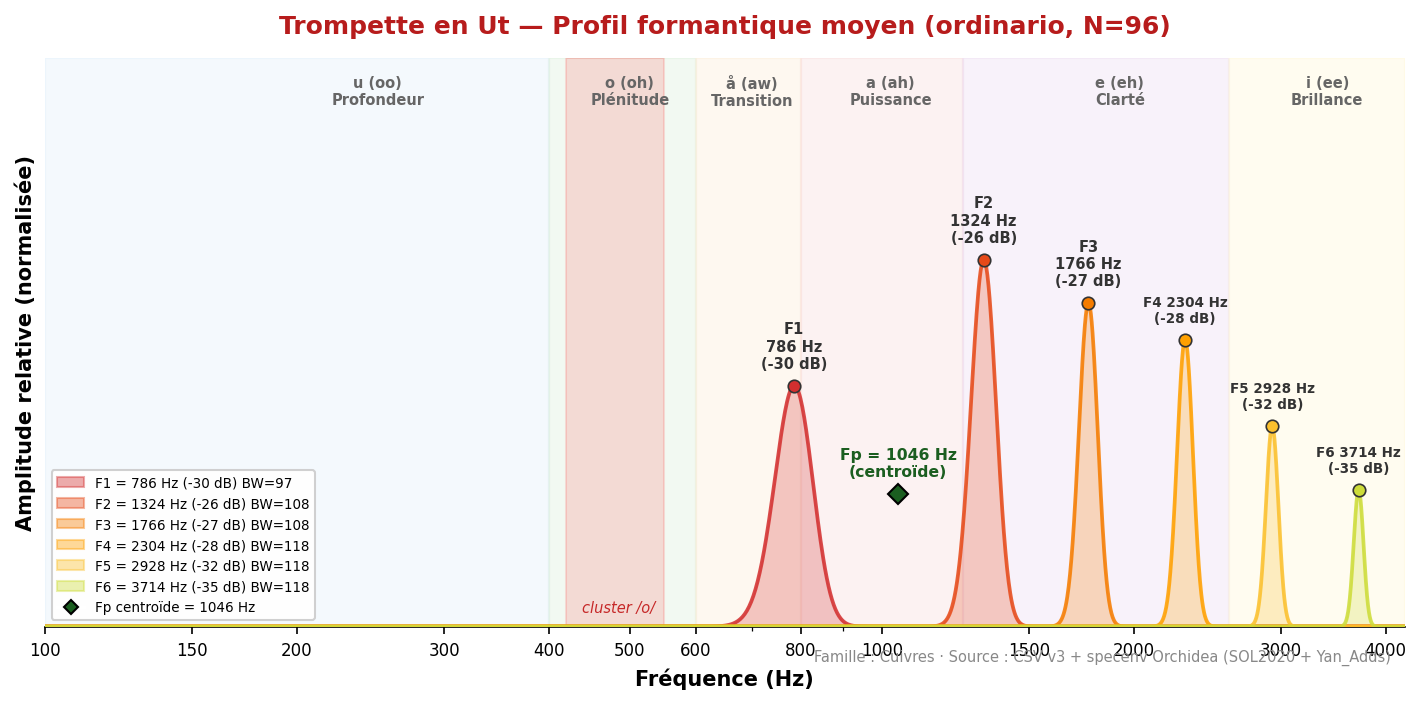 Trompette en Ut — Profil formantique moyen (ordinario, N=96)
u (oo)
Profondeur
o (oh)
Plénitude
å (aw)
Transition
a (ah)
Puissance
e (eh)
Clarté
i (ee)
Brillance
F2
1324 Hz
(-26 dB)
F3
1766 Hz
(-27 dB)
F4 2304 Hz
(-28 dB)
F1
786 Hz
(-30 dB)
F5 2928 Hz
(-32 dB)
F6 3714 Hz
(-35 dB)
Fp = 1046 Hz
(centroïde)
cluster /o/
F1 = 786 Hz (-30 dB) BW=97
F2 = 1324 Hz (-26 dB) BW=108
F3 = 1766 Hz (-27 dB) BW=108
F4 = 2304 Hz (-28 dB) BW=118
F5 = 2928 Hz (-32 dB) BW=118
F6 = 3714 Hz (-35 dB) BW=118
Fp centroïde = 1046 Hz
Amplitude relative (normalisée)
100 150 200 300 400 500 600 800 1000 1500 2000 3000 4000
Famille : Cuivres · Source : CSV v3 + specenv Orchidea (SOL2020 + Yan_Adds)
Fréquence (Hz)